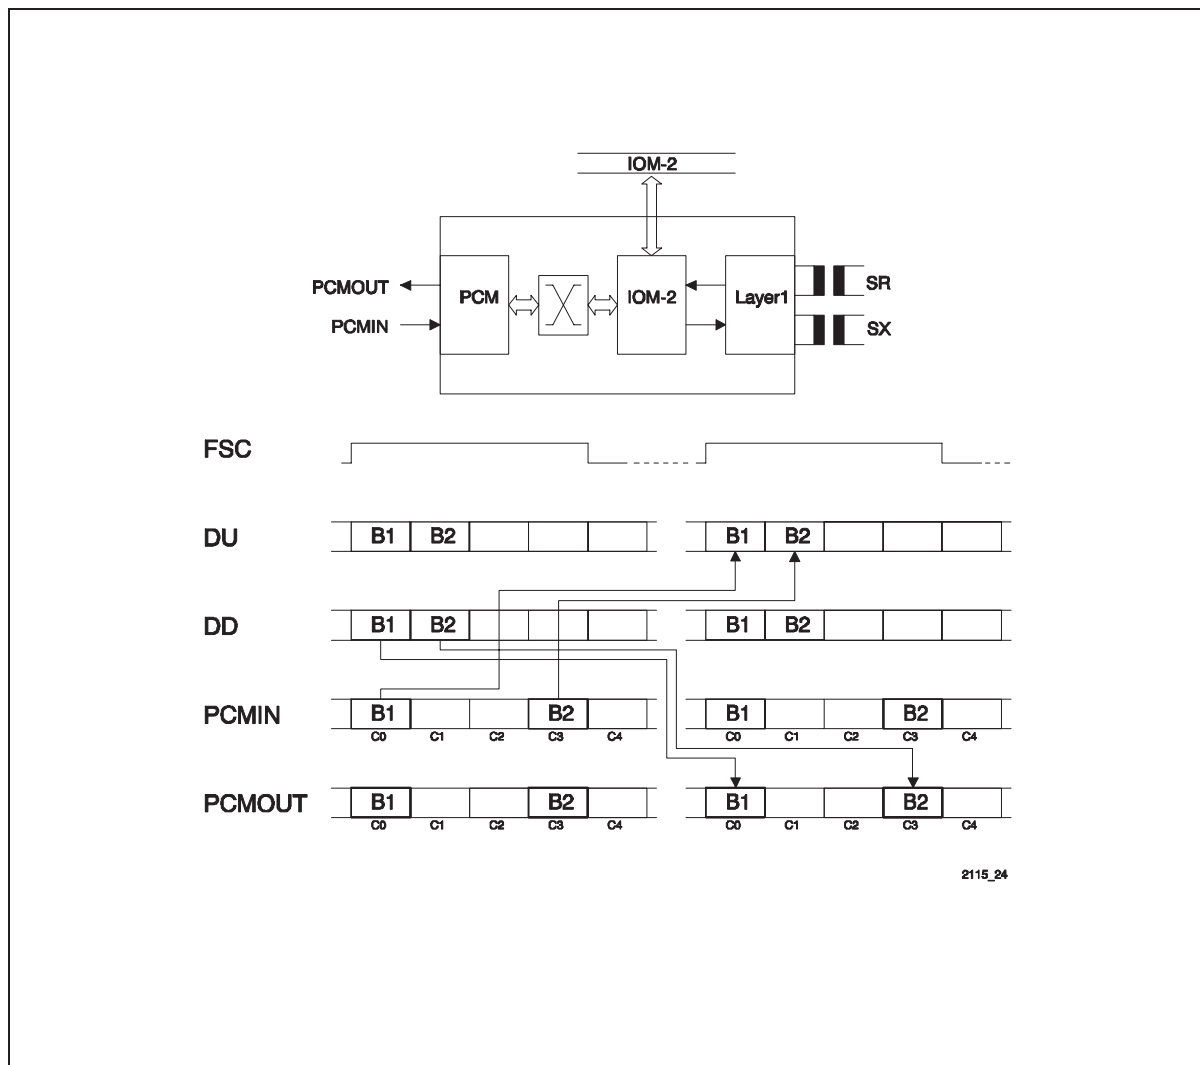 IOM-2
PCMOUT
PCMIN
PCM
IOM-2
Layer1
SR
SX
FSC
DU B1 B2 B1 B2
DD B1 B2 B1 B2
PCMIN B1 B2 B1 B2
C0 C1 C2 C3 C4 C0 C1 C2 C3 C4
PCMOUT B1 B2 B1 B2
C0 C1 C2 C3 C4 C0 C1 C2 C3 C4
2115_24